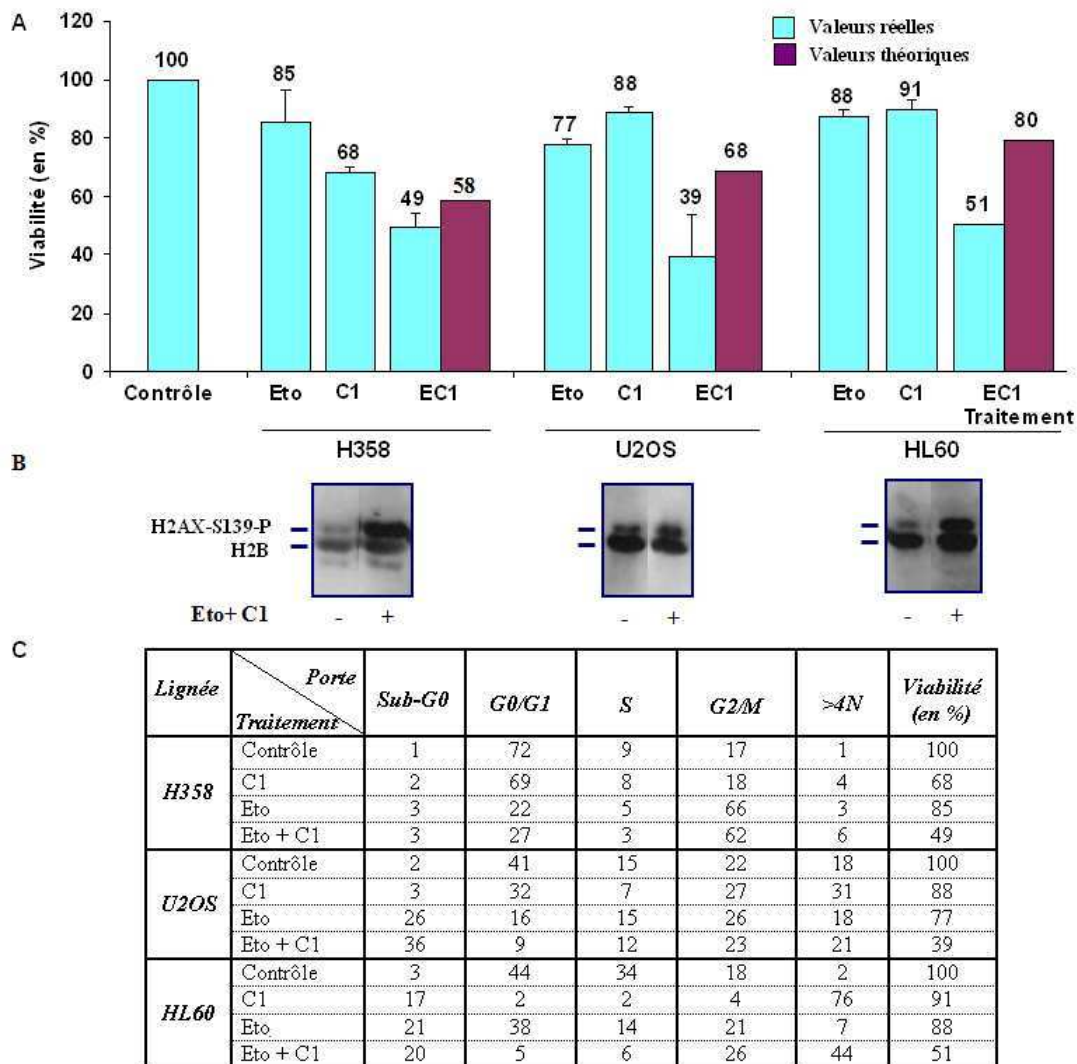 A
120
100
80
60
40
20
0
Viabilité (en %)
Valeurs réelles
Valeurs théoriques
100
85
68
49
58
77
88
39
68
88
91
51
80
Contrôle
Eto C1 EC1
Eto C1 EC1
Eto C1 EC1
Traitement
H358 U2OS HL60
B
H2AX-S139-P
H2B
Eto+ C1 - + - + - +
C
Lignée Porte Traitement Sub-G0 G0/G1 S G2/M >4N Viabilité (en %)
H358
Contrôle 1 72 9 17 1 100
C1 2 69 8 18 4 68
Eto 3 22 5 66 3 85
Eto + C1 3 27 3 62 6 49
U2OS
Contrôle 2 41 15 22 18 100
C1 3 32 7 27 31 88
Eto 26 16 15 26 18 77
Eto + C1 36 9 12 23 21 39
HL60
Contrôle 3 44 34 18 2 100
C1 17 2 2 4 76 91
Eto 21 38 14 21 7 88
Eto + C1 20 5 6 26 44 51